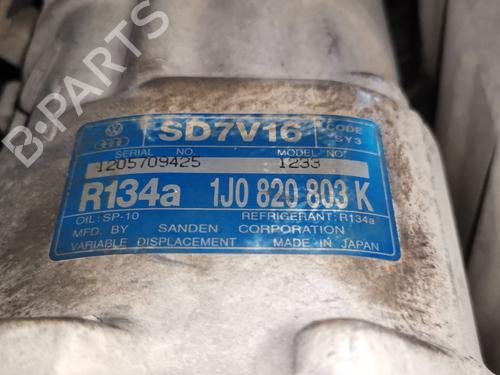 SD7V16 CODE
SY3
SERIAL NO. MODEL NO.
1205709425 1233
R134a 1J0 820 803 K
OIL: SP-10 REFRIGERANT: R134a
MFD. BY SANDEN CORPORATION
VARIABLE DISPLACEMENT MADE IN JAPAN
B-PARTS